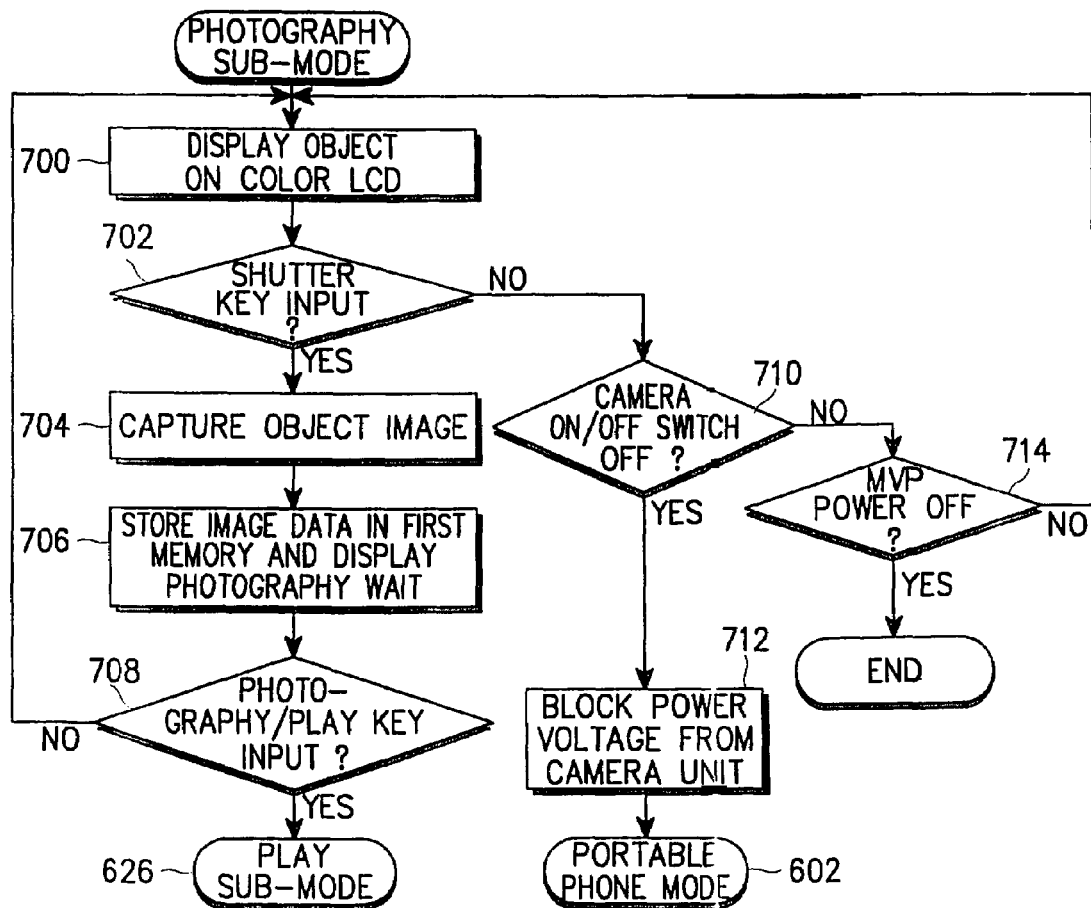 PHOTOGRAPHY
SUB-MODE
700
DISPLAY OBJECT
ON COLOR LCD
702
SHUTTER
KEY INPUT
?
NO
YES
704
CAPTURE OBJECT IMAGE
710
CAMERA
ON/OFF SWITCH
OFF ?
NO
YES
714
MVP
POWER OFF
?
NO
YES
END
706
STORE IMAGE DATA IN FIRST
MEMORY AND DISPLAY
PHOTOGRAPHY WAIT
708
PHOTO-
GRAPHY/PLAY KEY
INPUT ?
NO
YES
712
BLOCK POWER
VOLTAGE FROM
CAMERA UNIT
626
PLAY
SUB-MODE
PORTABLE
PHONE MODE
602